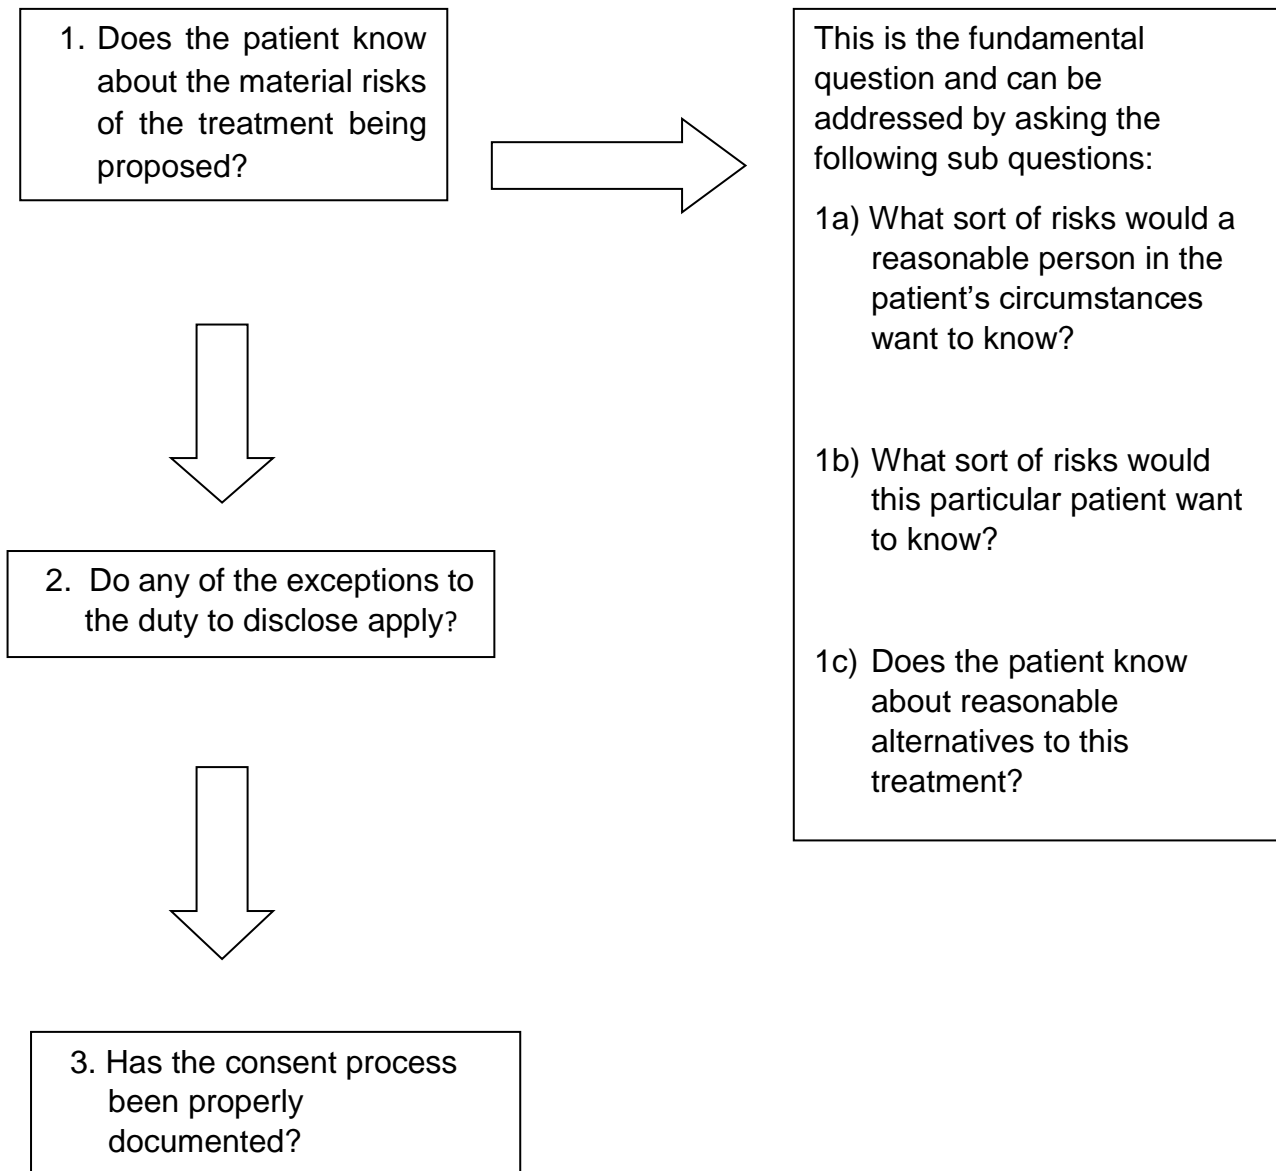 1. Does the patient know
about the material risks
of the treatment being
proposed?
This is the fundamental
question and can be
addressed by asking the
following sub questions:
1a) What sort of risks would a
reasonable person in the
patient’s circumstances
want to know?
1b) What sort of risks would
this particular patient want
to know?
1c) Does the patient know
about reasonable
alternatives to this
treatment?
2. Do any of the exceptions to
the duty to disclose apply?
3. Has the consent process
been properly
documented?